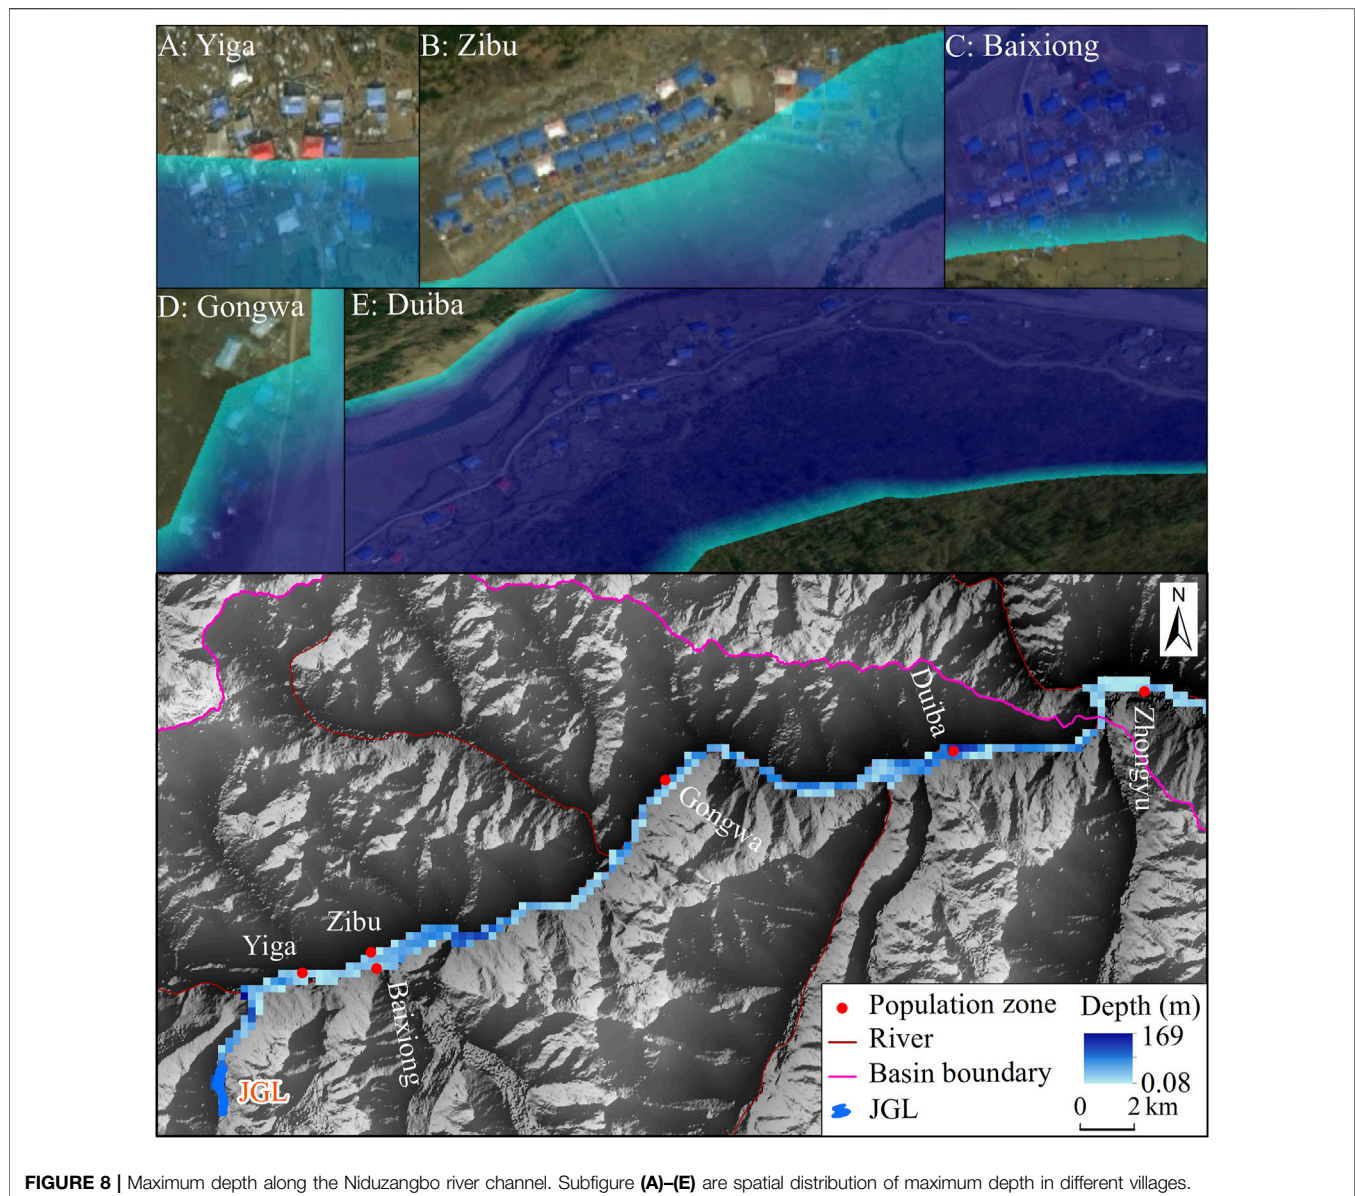 A: Yiga
B: Zibu
C: Baixiong
D: Gongwa
E: Duiba
N
Duiba
Zhongyu
Gongwa
Zibu
Yiga
Baixiong
JGL
Population zone
River
Basin boundary
JGL
Depth (m)
169
0.08
0 2 km
FIGURE 8 | Maximum depth along the Niduzangbo river channel. Subfigure (A)–(E) are spatial distribution of maximum depth in different villages.